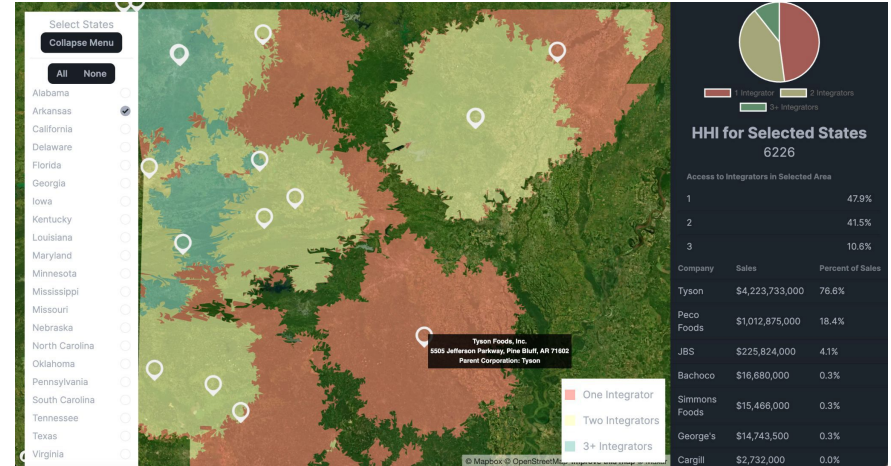 Select States
Collapse Menu
All None
Alabama
Arkansas
California
Delaware
Florida
Georgia
Iowa
Kentucky
Louisiana
Maryland
Minnesota
Mississippi
Missouri
Nebraska
North Carolina
Oklahoma
Pennsylvania
South Carolina
Tennessee
Texas
Virginia
Tyson Foods, Inc.
5505 Jefferson Parkway, Pine Bluff, AR 71602
Parent Corporation: Tyson
One Integrator
Two Integrators
3+ Integrators
© Mapbox © OpenStreetMap Improve this map © Maxar
1 Integrator 2 Integrators
3+ Integrators
HHI for Selected States
6226
Access to Integrators in Selected Area
1 47.9%
2 41.5%
3 10.6%
Company Sales Percent of Sales
Tyson $4,223,733,000 76.6%
Peco Foods $1,012,875,000 18.4%
JBS $225,824,000 4.1%
Bachoco $16,680,000 0.3%
Simmons Foods $15,466,000 0.3%
George's $14,743,500 0.3%
Cargill $2,732,000 0.0%